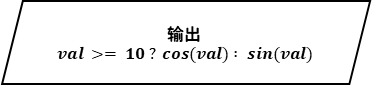 输出
val >= 10 ? cos(val) : sin(val)